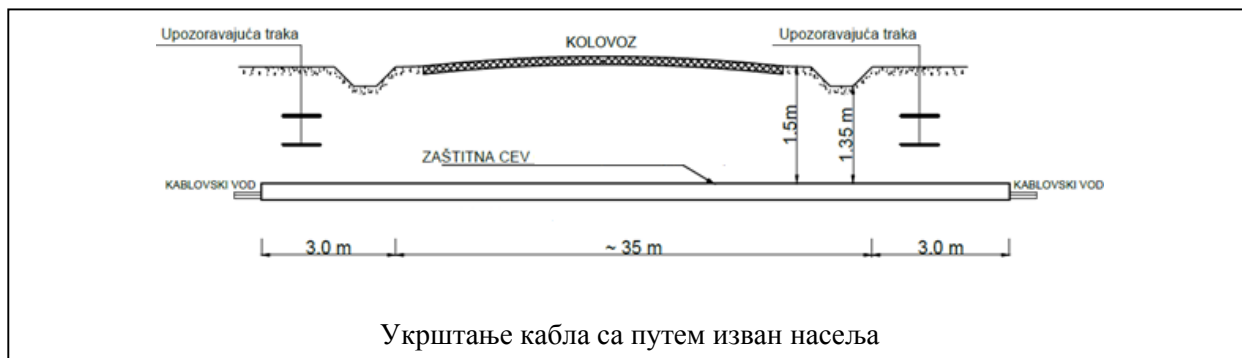 Upozoravajuća traka
KOLOVOZ
Upozoravajuća traka
1.5m
1.35 m
ZAŠTITNA CEV
KABLOVSKI VOD
KABLOVSKI VOD
3.0 m
~ 35 m
3.0 m
Укрштање кабла са путем изван насеља